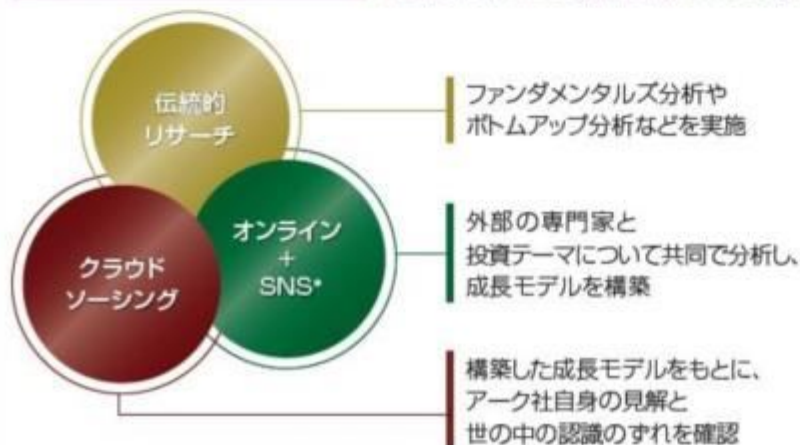 伝統的
リサーチ
ファンダメンタルズ分析や
ボトムアップ分析などを実施
オンライン
+
SNS*
外部の専門家と
投資テーマについて共同で分析し、
成長モデルを構築
クラウド
ソーシング
構築した成長モデルをもとに、
アーク社自身の見解と
世の中の認識のずれを確認